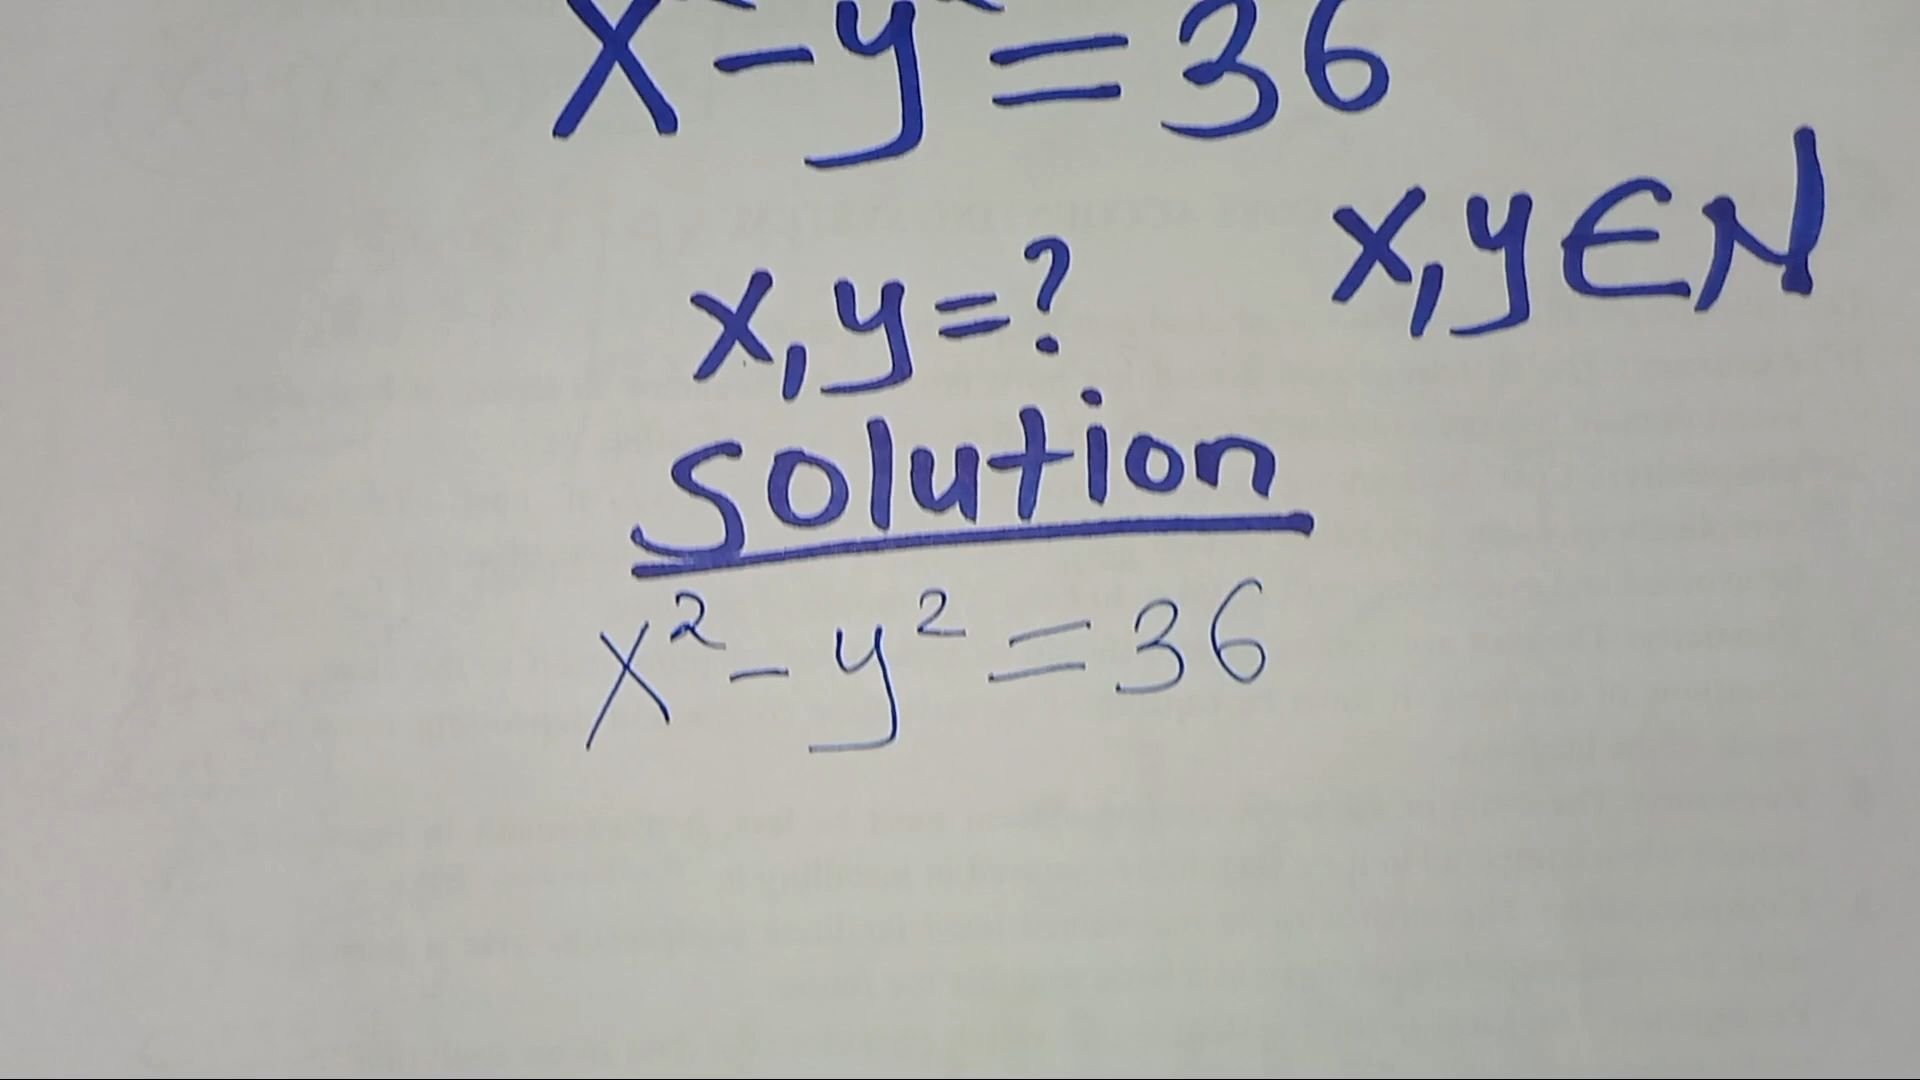 x²-y²=36
x,y∈N
x,y=?
Solution
x²-y²=36